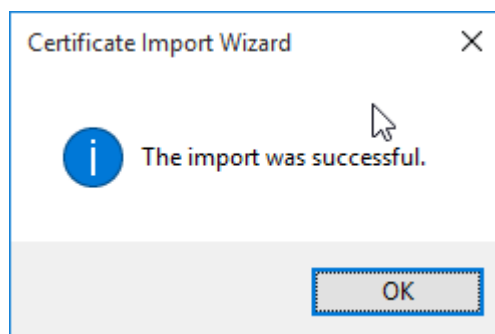 Certificate Import Wizard
The import was successful.
OK